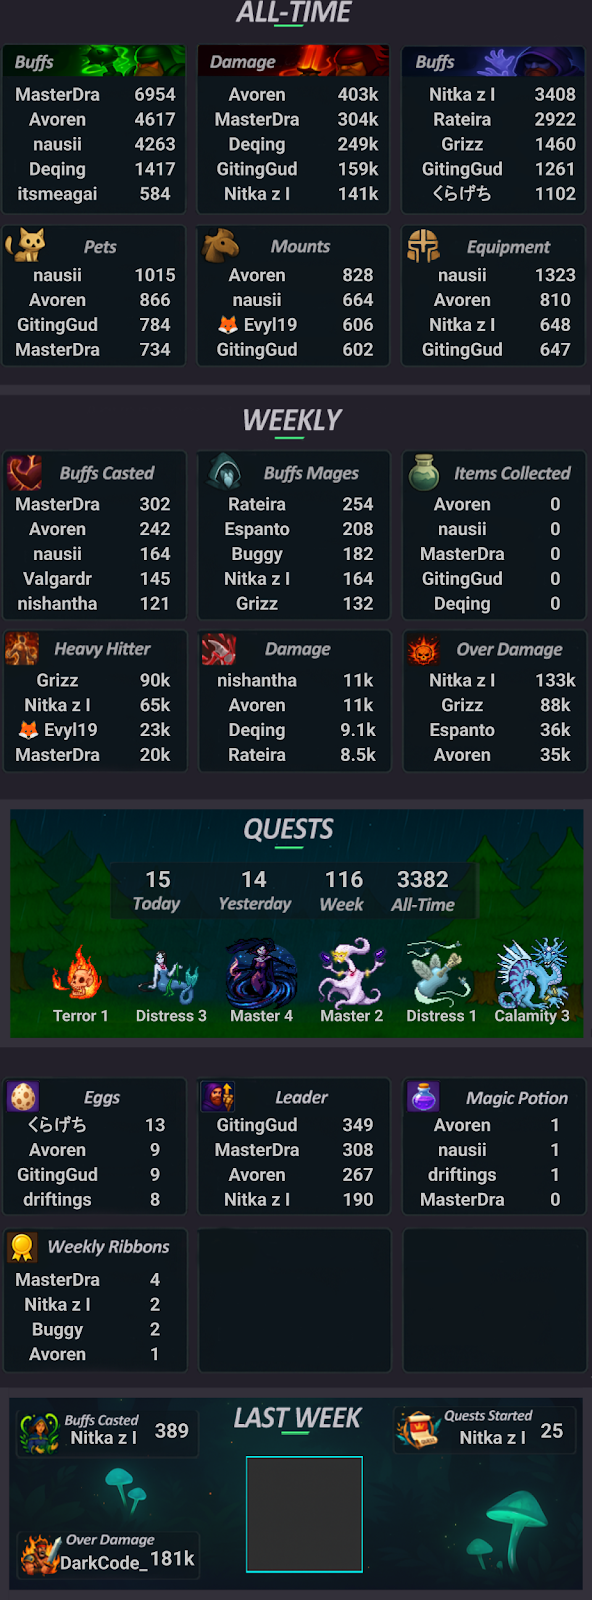 ALL-TIME
Buffs
MasterDra 6954
Avoren 4617
nausii 4263
Deqing 1417
itsmeagai 584
Damage
Avoren 403k
MasterDra 304k
Deqing 249k
GitingGud 159k
Nitka z l 141k
Buffs
Nitka z l 3408
Rateira 2922
Grizz 1460
GitingGud 1261
くらげち 1102
Pets
nausii 1015
Avoren 866
GitingGud 784
MasterDra 734
Mounts
Avoren 828
nausii 664
🦊 Evyl19 606
GitingGud 602
Equipment
nausii 1323
Avoren 810
Nitka z l 648
GitingGud 647
WEEKLY
Buffs Casted
MasterDra 302
Avoren 242
nausii 164
Valgardr 145
nishantha 121
Buffs Mages
Rateira 254
Espanto 208
Buggy 182
Nitka z l 164
Grizz 132
Items Collected
Avoren 0
nausii 0
MasterDra 0
GitingGud 0
Deqing 0
Heavy Hitter
Grizz 90k
Nitka z l 65k
🦊 Evyl19 23k
MasterDra 20k
Damage
nishantha 11k
Avoren 11k
Deqing 9.1k
Rateira 8.5k
Over Damage
Nitka z l 133k
Grizz 88k
Espanto 36k
Avoren 35k
QUESTS
15 14 116 3382
Today Yesterday Week All-Time
Terror 1 Distress 3 Master 4 Master 2 Distress 1 Calamity 3
Eggs
くらげち 13
Avoren 9
GitingGud 9
driftings 8
Leader
GitingGud 349
MasterDra 308
Avoren 267
Nitka z l 190
Magic Potion
Avoren 1
nausii 1
driftings 1
MasterDra 0
Weekly Ribbons
MasterDra 4
Nitka z l 2
Buggy 2
Avoren 1
LAST WEEK
Buffs Casted
Nitka z l 389
Quests Started
Nitka z l 25
Over Damage
DarkCode_ 181k